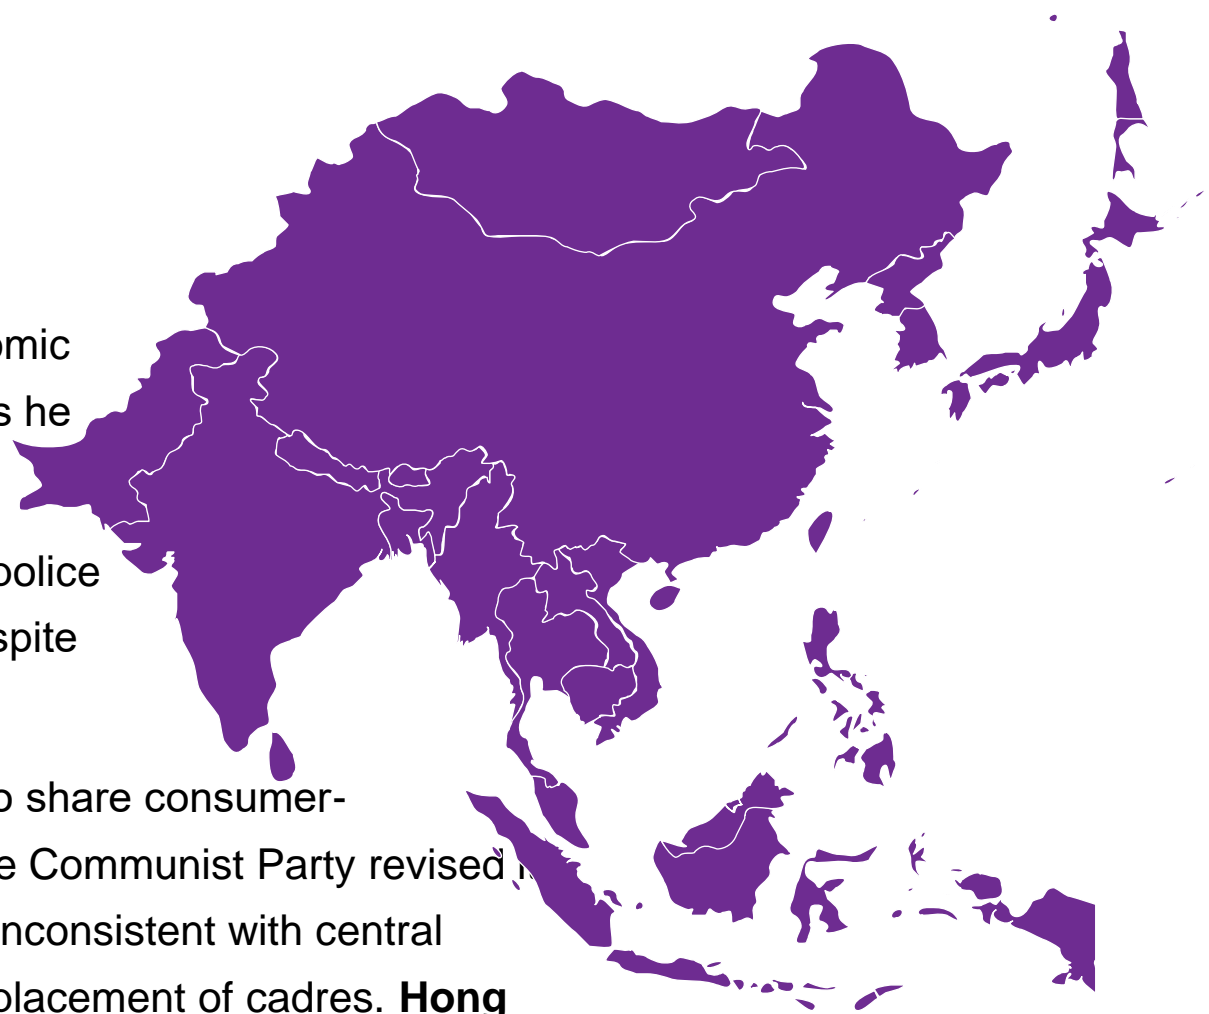 omic
s he
police
spite
o share consumer-
e Communist Party revised
nconsistent with central
placement of cadres. Hong